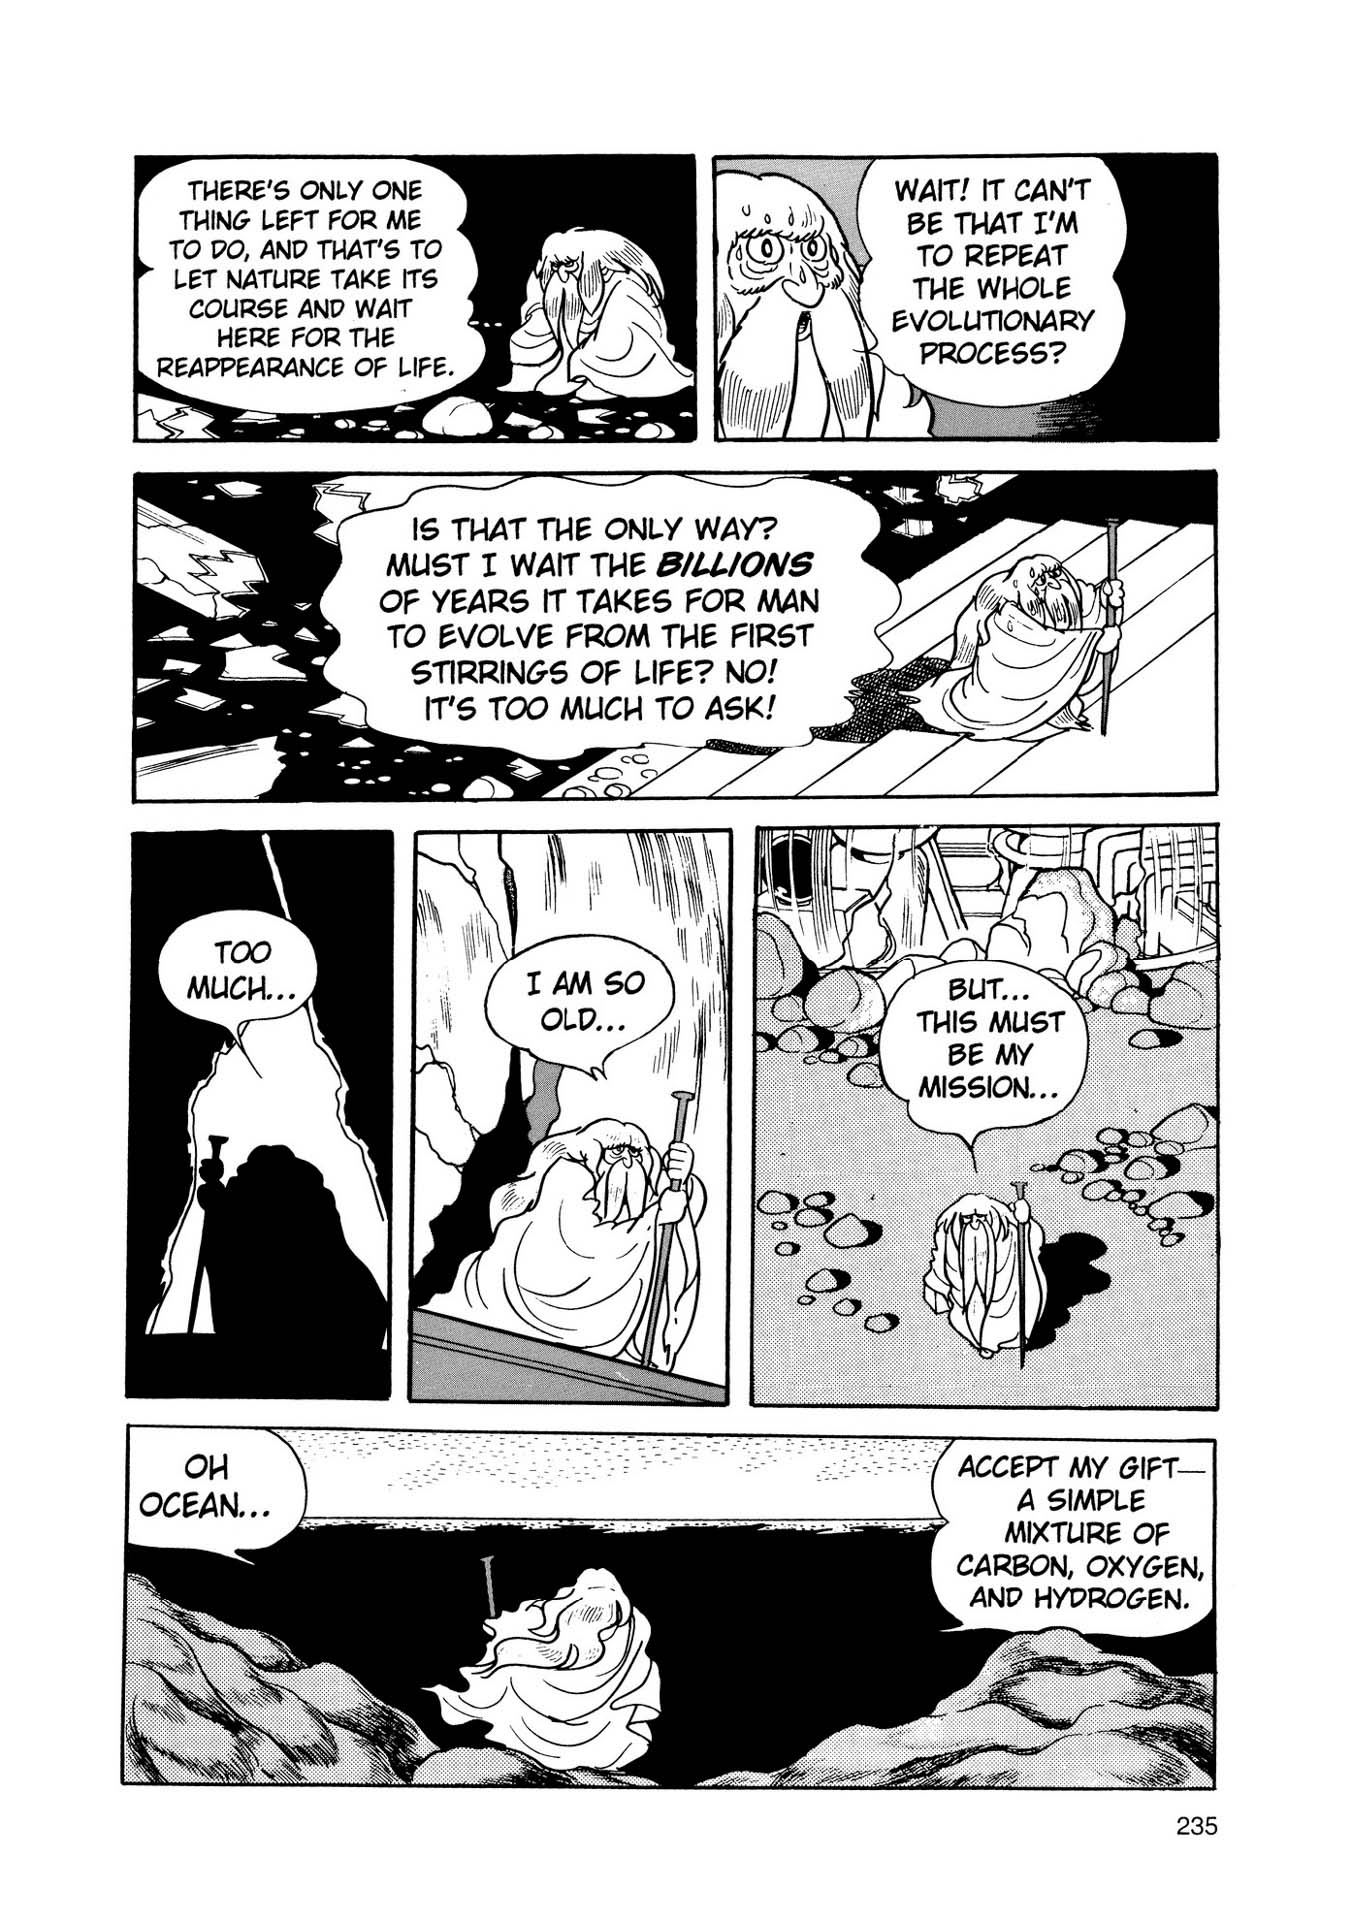 THERE'S ONLY ONE
THING LEFT FOR ME
TO DO, AND THAT'S TO
LET NATURE TAKE ITS
COURSE AND WAIT
HERE FOR THE
REAPPEARANCE OF LIFE.
WAIT! IT CAN'T
BE THAT I'M
TO REPEAT
THE WHOLE
EVOLUTIONARY
PROCESS?
IS THAT THE ONLY WAY?
MUST I WAIT THE BILLIONS
OF YEARS IT TAKES FOR MAN
TO EVOLVE FROM THE FIRST
STIRRINGS OF LIFE? NO!
IT'S TOO MUCH TO ASK!
TOO
MUCH...
I AM SO
OLD...
BUT...
THIS MUST
BE MY
MISSION...
OH
OCEAN...
ACCEPT MY GIFT—
A SIMPLE
MIXTURE OF
CARBON, OXYGEN,
AND HYDROGEN.
235